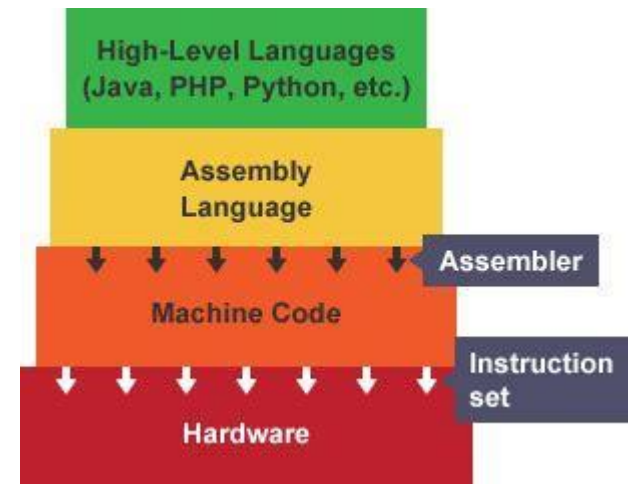 High-Level Languages
(Java, PHP, Python, etc.)
Assembly
Language
Assembler
Machine Code
Instruction
set
Hardware